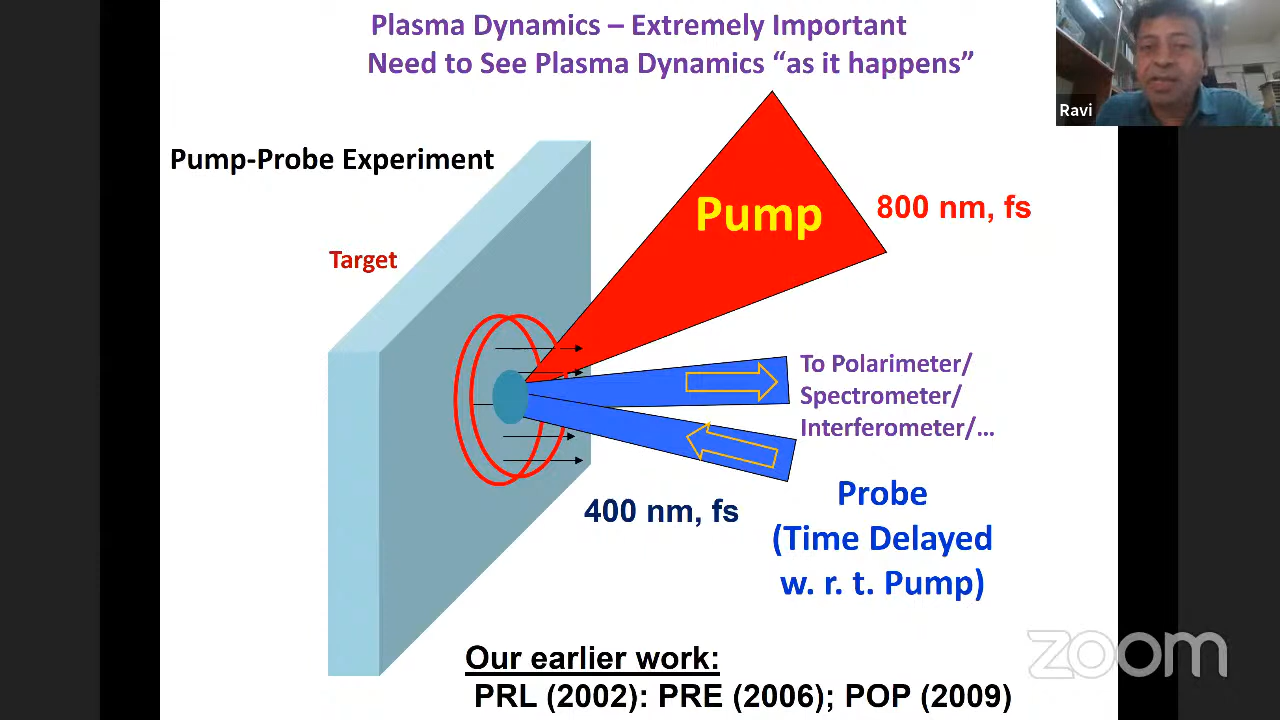 Plasma Dynamics – Extremely Important
Need to See Plasma Dynamics “as it happens”
Ravi
Pump-Probe Experiment
Pump
800 nm, fs
Target
To Polarimeter/
Spectrometer/
Interferometer/…
400 nm, fs
Probe
(Time Delayed
w. r. t. Pump)
Our earlier work:
PRL (2002): PRE (2006); POP (2009)
zoom